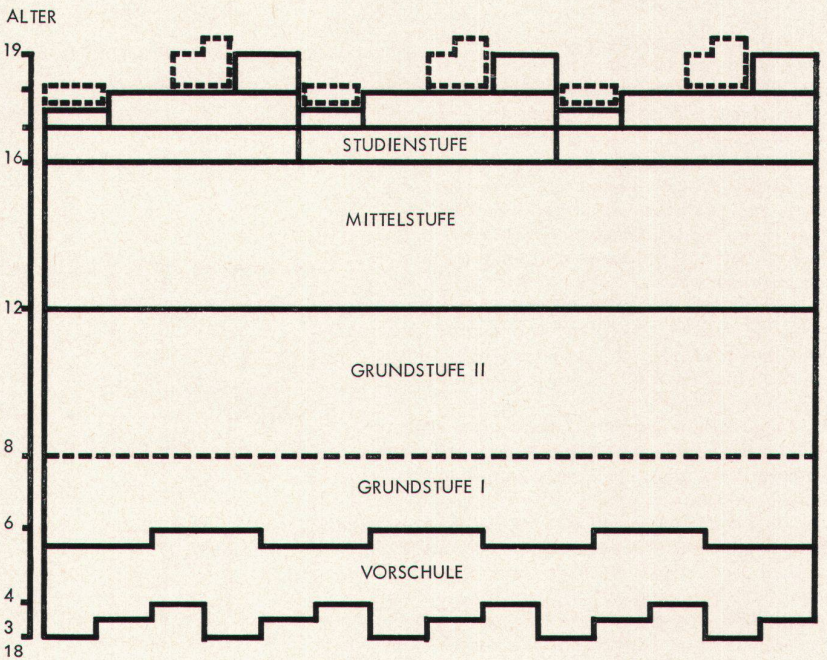 ALTER
19
STUDIENSTUFE
16
MITTELSTUFE
12
GRUNDSTUFE II
8
GRUNDSTUFE I
6
VORSCHULE
4
3
18